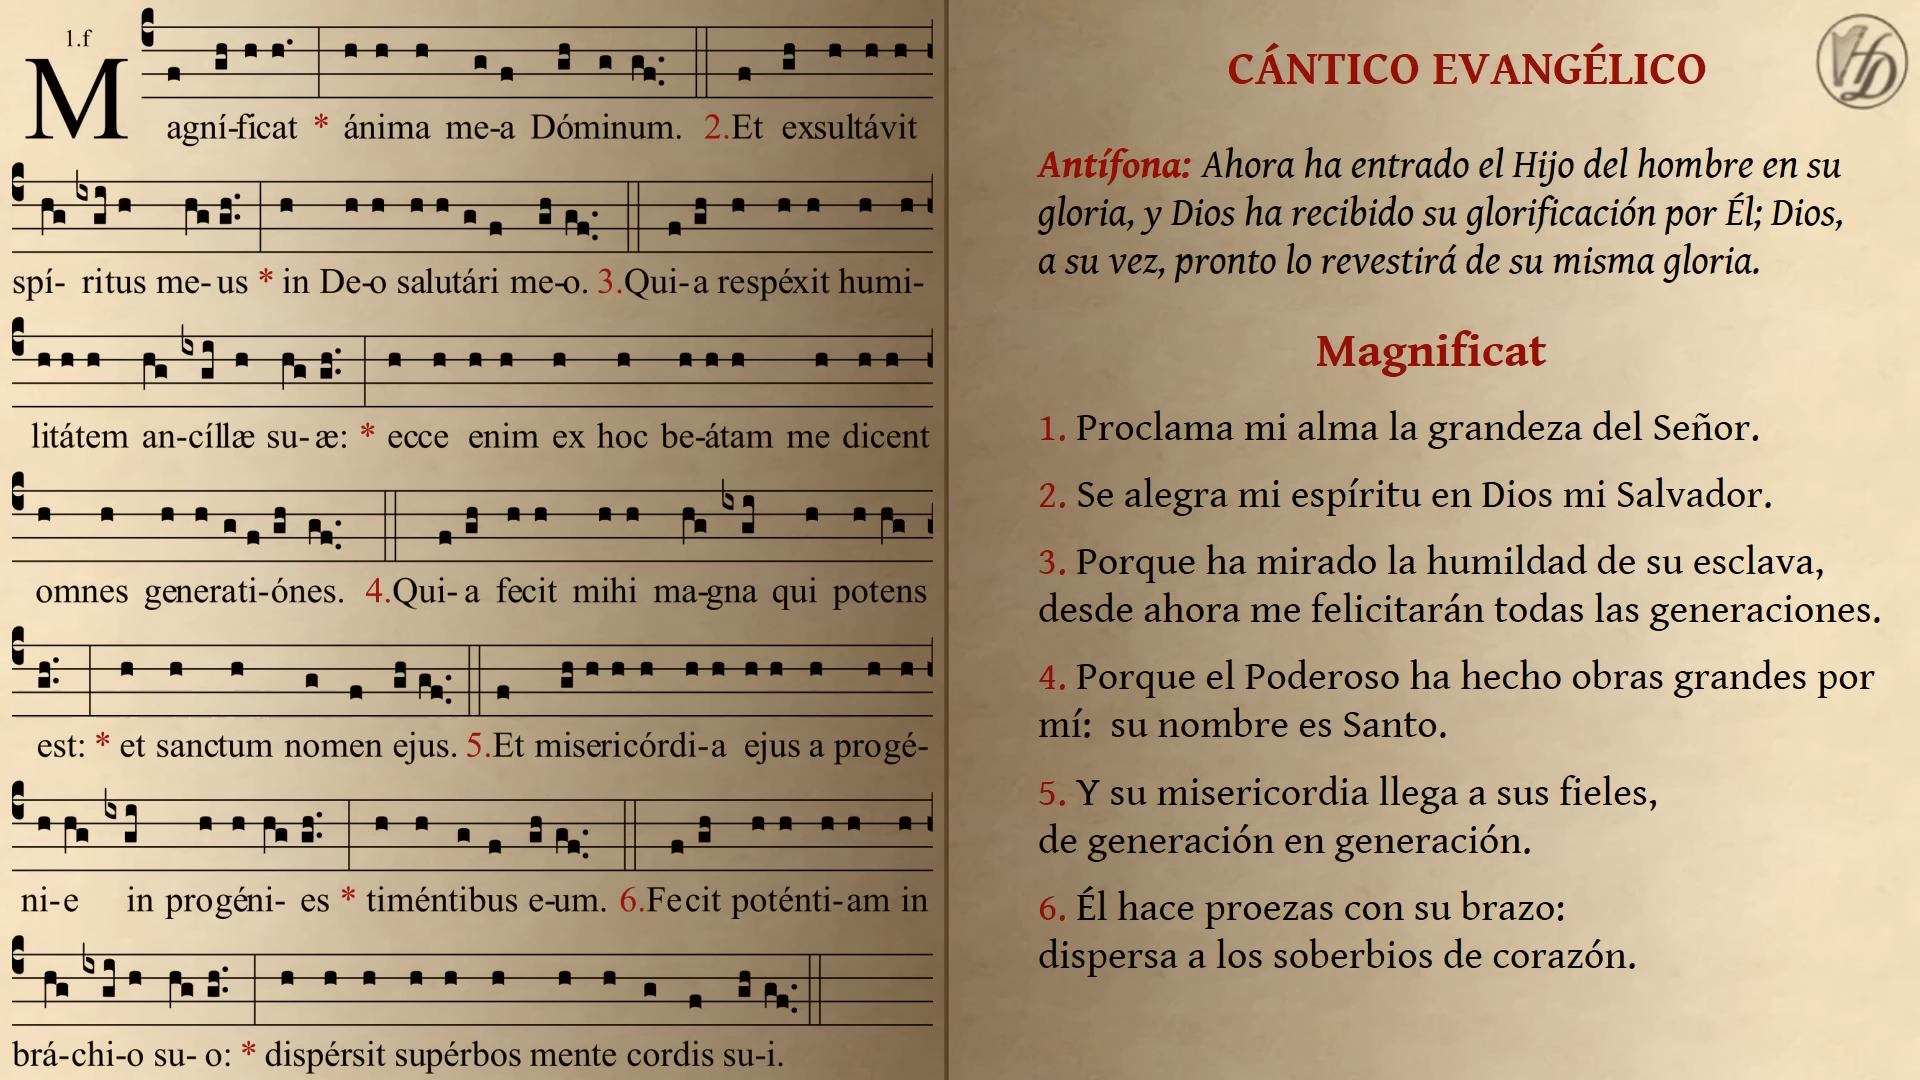 1.f
Magní-ficat * ánima me-a Dóminum. 2.Et exsultávit
spí- ritus me-us * in De-o salutári me-o. 3.Qui-a respéxit humi-
litátem an-cíllæ su-æ: * ecce enim ex hoc be-átam me dicent
omnes generati-ónes. 4.Qui-a fecit mihi ma-gna qui potens
est: * et sanctum nomen ejus. 5.Et misericórdi-a ejus a progé-
ni-e in progéni- es * timéntibus e-um. 6.Fecit poténti-am in
brá-chi-o su-o: * dispérsit supérbos mente cordis su-i.
CÁNTICO EVANGÉLICO
HD
Antífona: Ahora ha entrado el Hijo del hombre en su
gloria, y Dios ha recibido su glorificación por Él; Dios,
a su vez, pronto lo revestirá de su misma gloria.
Magnificat
1. Proclama mi alma la grandeza del Señor.
2. Se alegra mi espíritu en Dios mi Salvador.
3. Porque ha mirado la humildad de su esclava,
desde ahora me felicitarán todas las generaciones.
4. Porque el Poderoso ha hecho obras grandes por
mí: su nombre es Santo.
5. Y su misericordia llega a sus fieles,
de generación en generación.
6. Él hace proezas con su brazo:
dispersa a los soberbios de corazón.